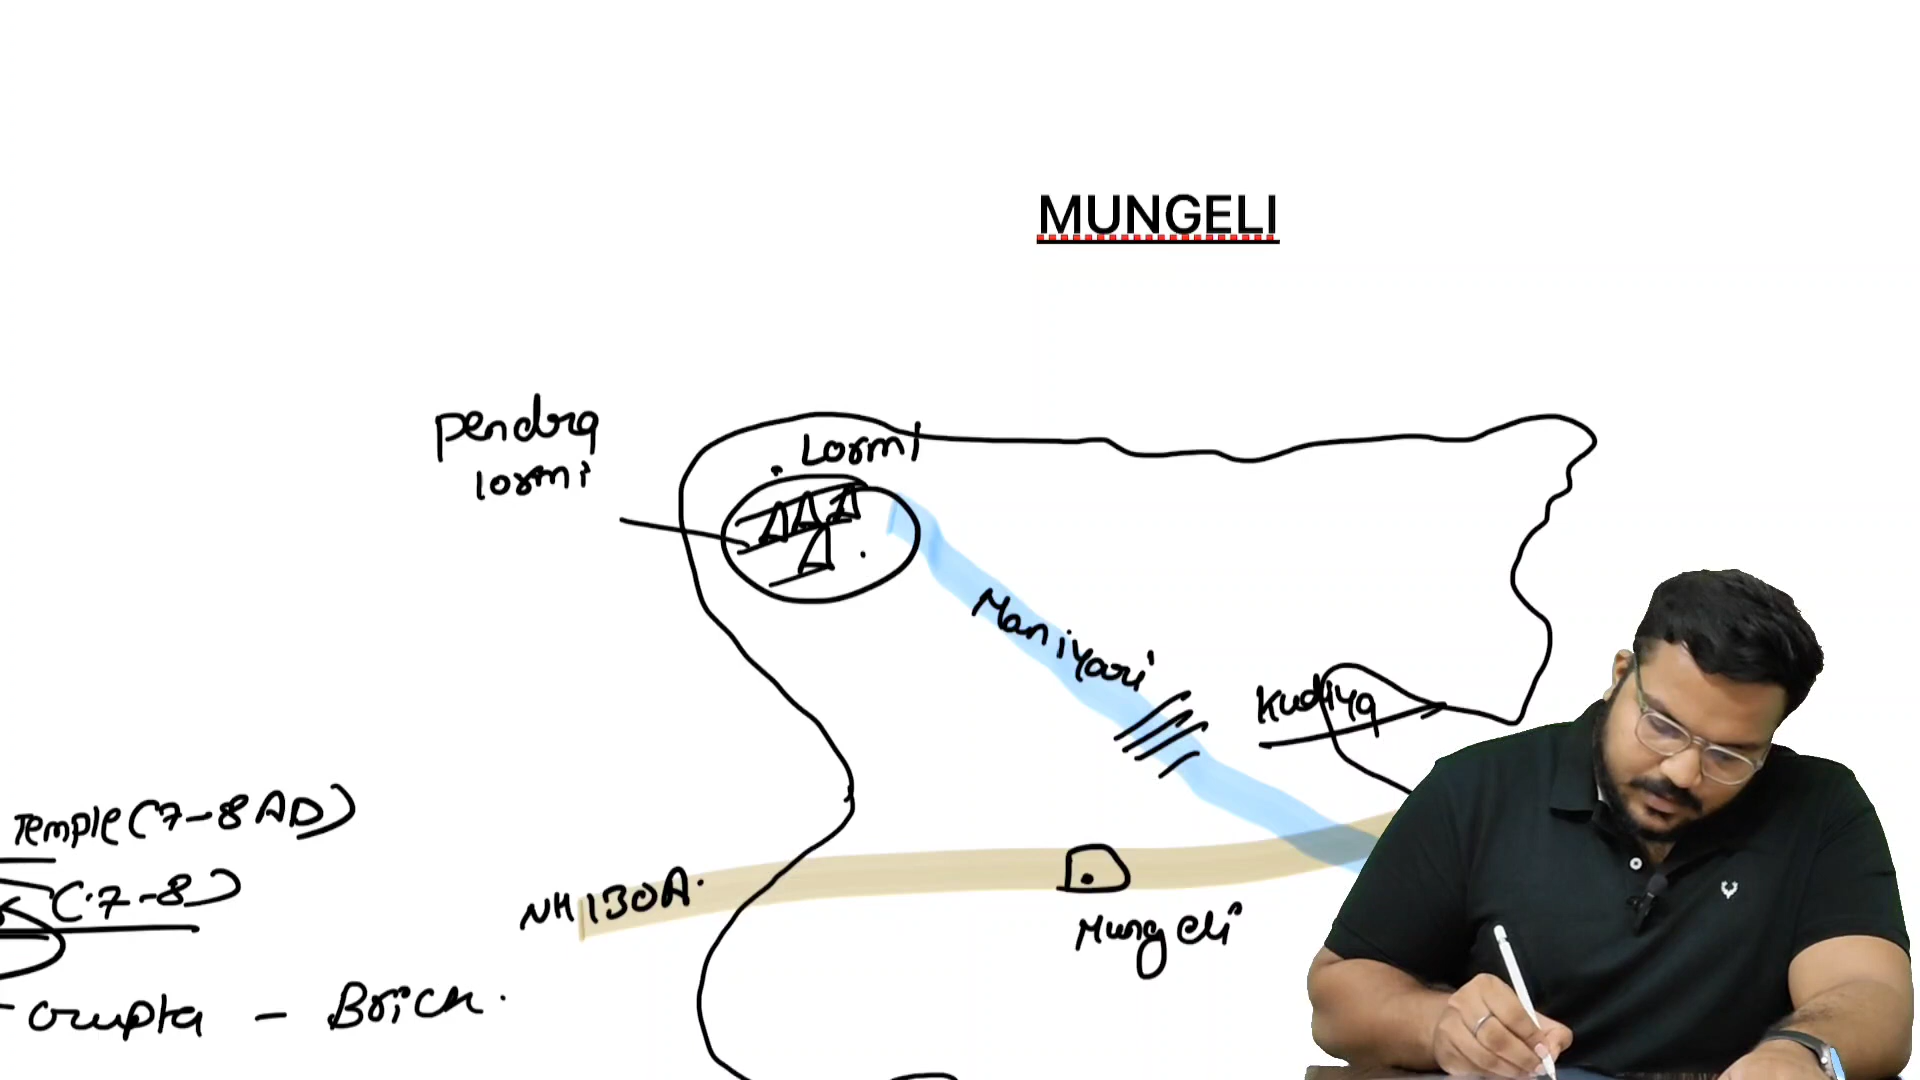 MUNGELI
Pendra
lormi
Lormi
Maniyari
Kudiya
Temple (7-8 AD)
(7-8)
NH 130A.
Mungeli
- Gupta - Brick.